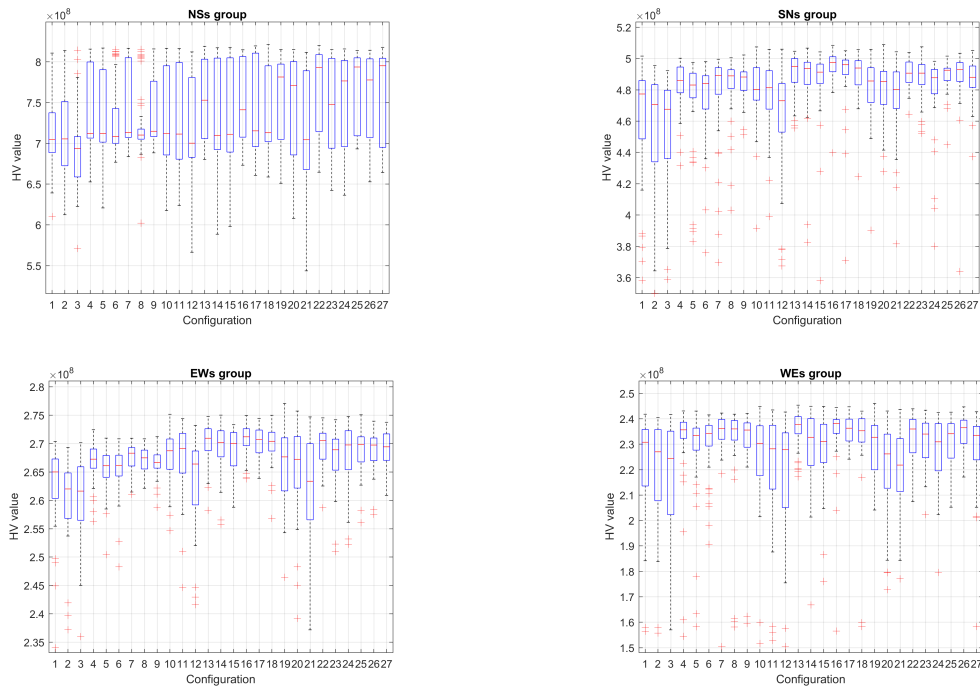 NSs group
×10⁸
8
7.5
7
6.5
6
5.5
HV value
1 2 3 4 5 6 7 8 9 10 11 12 13 14 15 16 17 18 19 20 21 22 23 24 25 26 27
Configuration
SNs group
×10⁸
5.2
5
4.8
4.6
4.4
4.2
4
3.8
3.6
HV value
1 2 3 4 5 6 7 8 9 10 11 12 13 14 15 16 17 18 19 20 21 22 23 24 25 26 27
Configuration
EWs group
×10⁸
2.8
2.75
2.7
2.65
2.6
2.55
2.5
2.45
2.4
2.35
HV value
1 2 3 4 5 6 7 8 9 10 11 12 13 14 15 16 17 18 19 20 21 22 23 24 25 26 27
Configuration
WEs group
×10⁸
2.5
2.4
2.3
2.2
2.1
2
1.9
1.8
1.7
1.6
1.5
HV value
1 2 3 4 5 6 7 8 9 10 11 12 13 14 15 16 17 18 19 20 21 22 23 24 25 26 27
Configuration